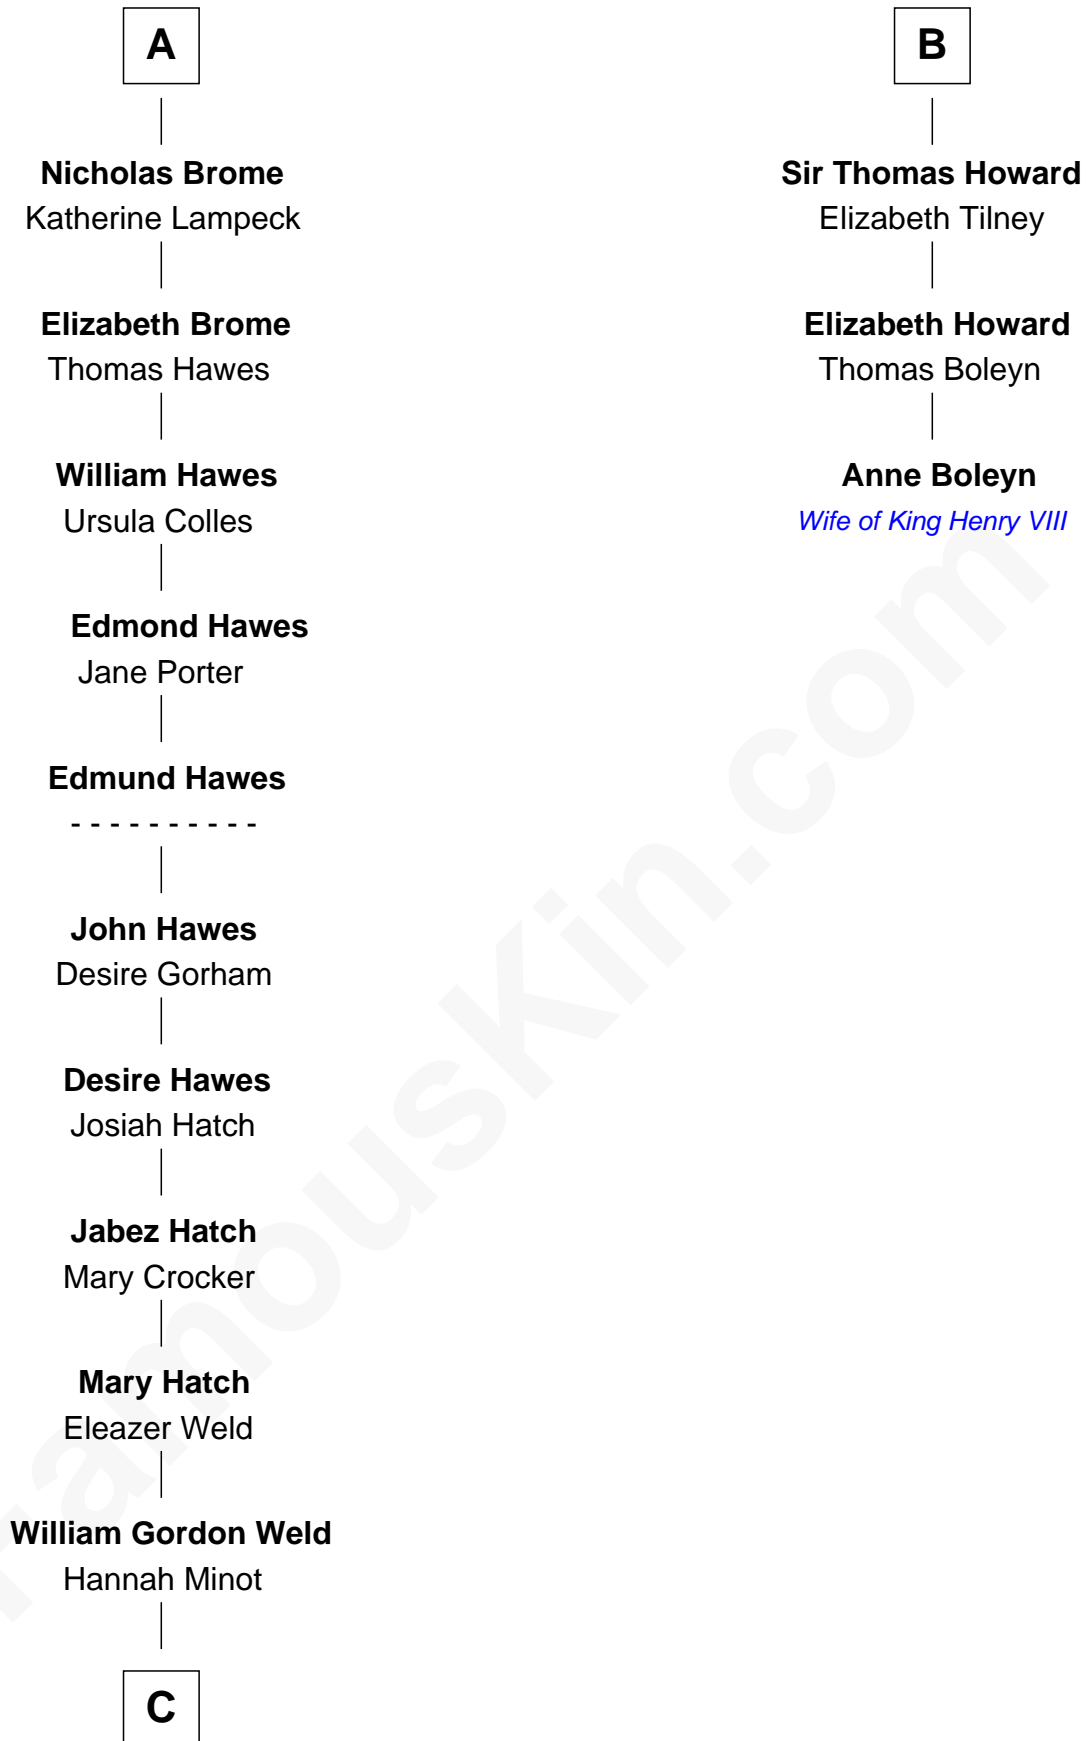 A
Nicholas Brome
Katherine Lampeck
Elizabeth Brome
Thomas Hawes
William Hawes
Ursula Colles
Edmond Hawes
Jane Porter
Edmund Hawes
- - - - - - - - - -
John Hawes
Desire Gorham
Desire Hawes
Josiah Hatch
Jabez Hatch
Mary Crocker
Mary Hatch
Eleazer Weld
William Gordon Weld
Hannah Minot
C
B
Sir Thomas Howard
Elizabeth Tilney
Elizabeth Howard
Thomas Boleyn
Anne Boleyn
Wife of King Henry VIII
FamousKin.com